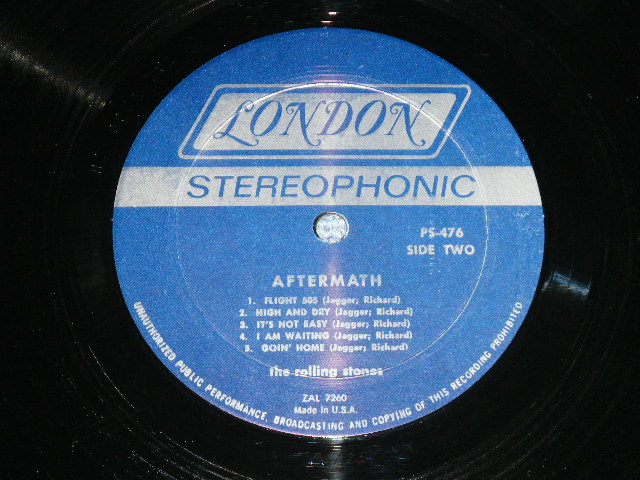 LONDON
STEREOPHONIC
PS-476
SIDE TWO
AFTERMATH
1. FLIGHT 505 (Jagger; Richard)
2. HIGH AND DRY (Jagger; Richard)
3. IT'S NOT EASY (Jagger; Richard)
4. I AM WAITING (Jagger; Richard)
5. GOIN' HOME (Jagger; Richard)
the rolling stones
ZAL 7260
Made in U.S.A.
UNAUTHORIZED PUBLIC PERFORMANCE, BROADCASTING AND COPYING OF THIS RECORDING PROHIBITED